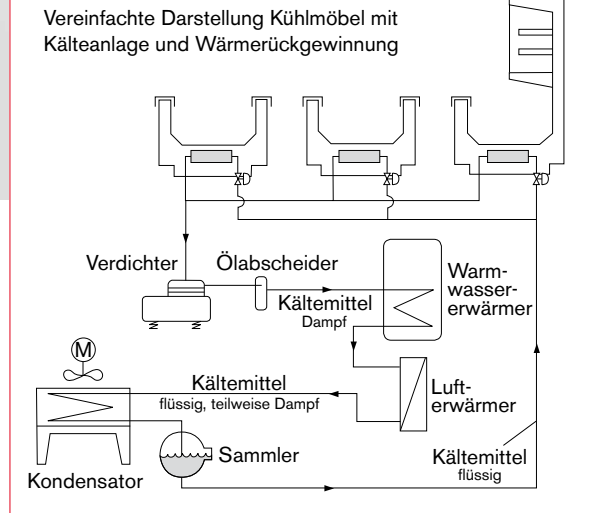 Vereinfachte Darstellung Kühlmöbel mit
Kälteanlage und Wärmerückgewinnung
Verdichter
Ölabscheider
Kältemittel
Dampf
Warm-
wasser-
erwärmer
M
Kältemittel
flüssig, teilweise Dampf
Luft-
erwärmer
Sammler
Kondensator
Kältemittel
flüssig